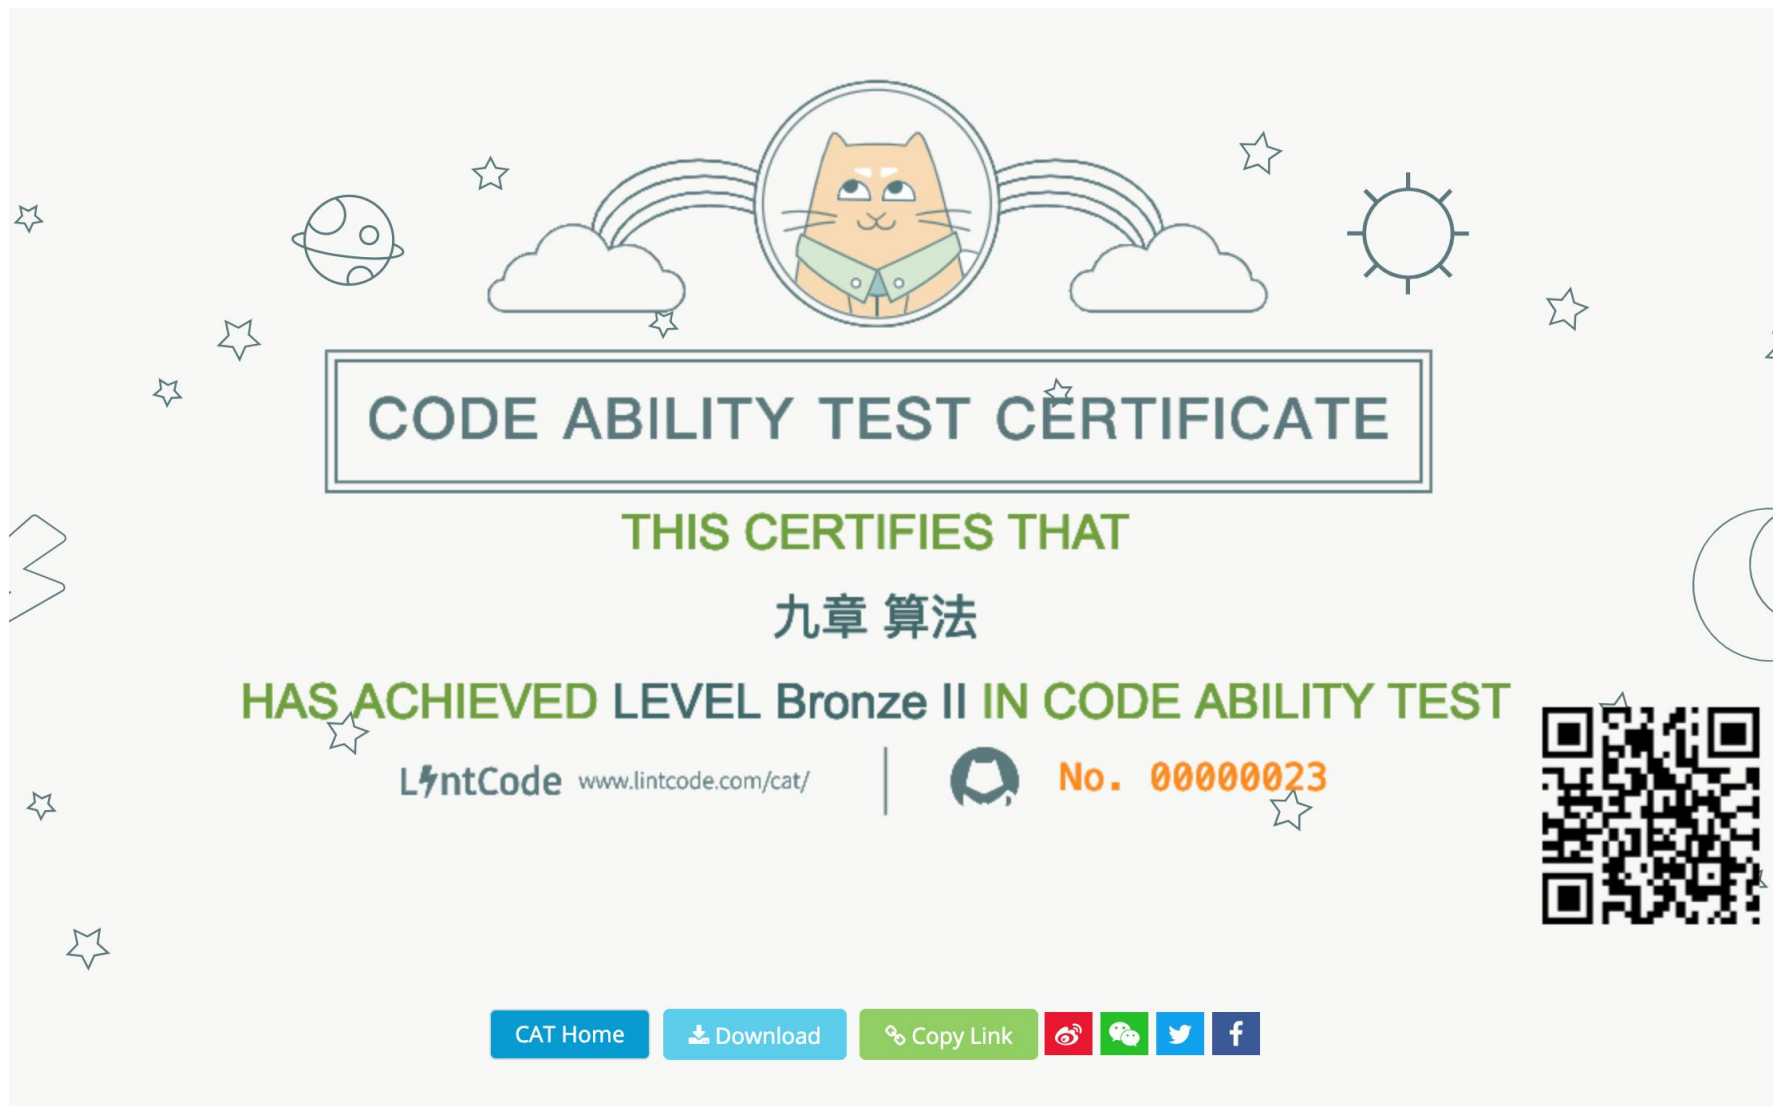 CODE ABILITY TEST CERTIFICATE
THIS CERTIFIES THAT
九章 算法
HAS ACHIEVED LEVEL Bronze II IN CODE ABILITY TEST
LintCode www.lintcode.com/cat/ No. 00000023
CAT Home Download Copy Link